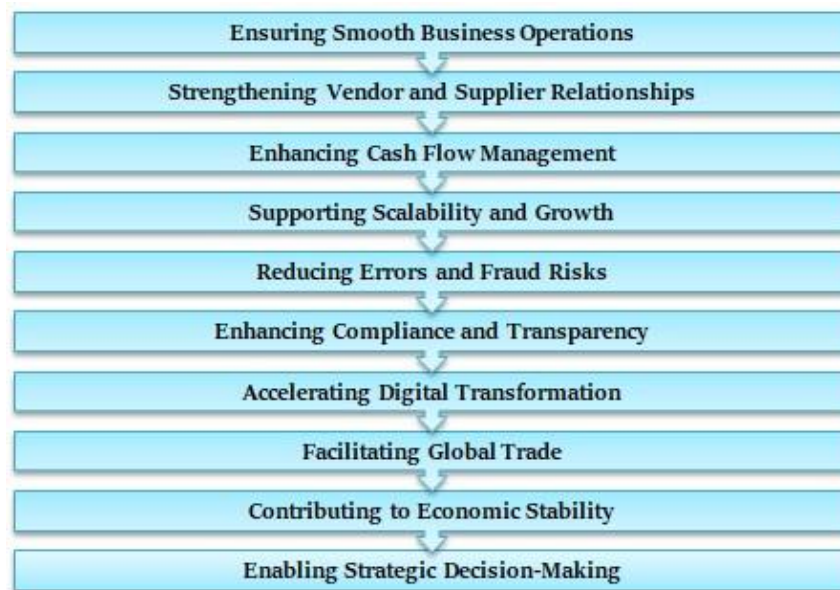 Ensuring Smooth Business Operations
Strengthening Vendor and Supplier Relationships
Enhancing Cash Flow Management
Supporting Scalability and Growth
Reducing Errors and Fraud Risks
Enhancing Compliance and Transparency
Accelerating Digital Transformation
Facilitating Global Trade
Contributing to Economic Stability
Enabling Strategic Decision-Making